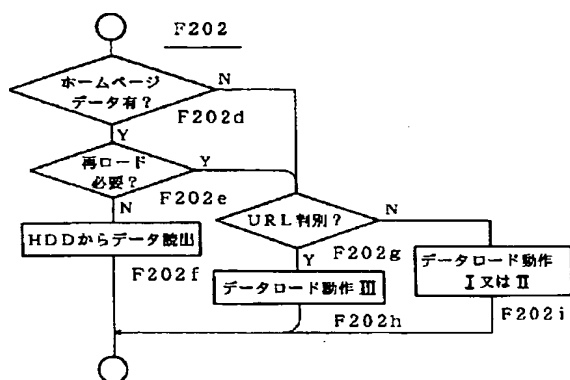 F202
ホームページ
データ有?
N
F202d
Y
再ロード
必要?
Y
F202e
N
URL判別?
N
HDDからデータ読出
F202f
F202g
Y
データロード動作
I又はII
データロード動作III
F202i
F202h